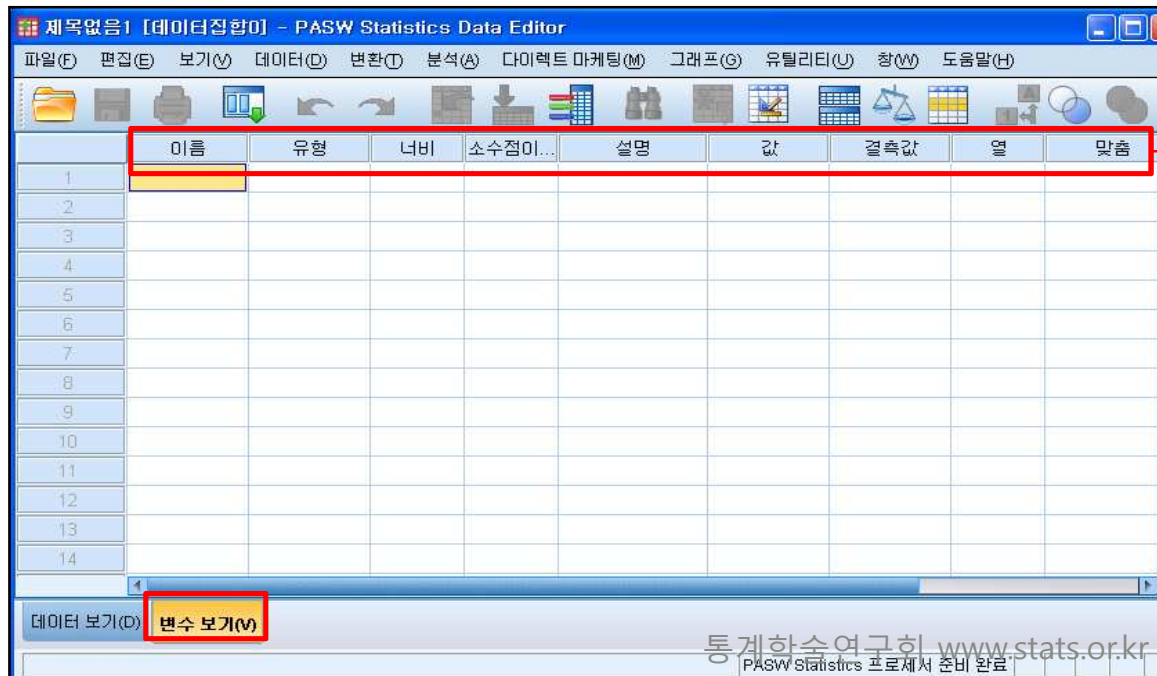 제목없음1 [데이터집합0] - PASW Statistics Data Editor
파일(F) 편집(E) 보기(V) 데이터(D) 변환(T) 분석(A) 다이렉트 마케팅(M) 그래프(G) 유틸리티(U) 창(W) 도움말(H)
이름 유형 너비 소수점이... 설명 값 결측값 열 맞춤
1
2
3
4
5
6
7
8
9
10
11
12
13
14
데이터 보기(D) 변수 보기(V)
통계학술연구회 www.stats.or.kr
PASW Statistics 프로세서 준비 완료